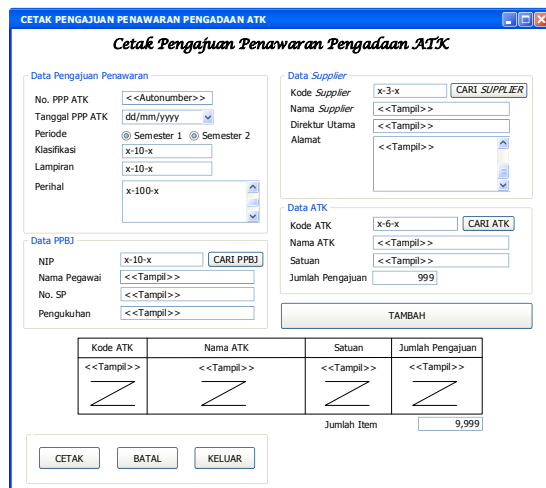 CETAK PENGAJUAN PENAWARAN PENGADAAN ATK
Cetak Pengajuan Penawaran Pengadaan ATK
Data Pengajuan Penawaran
No. PPP ATK <<Autonumber>>
Tanggal PPP ATK dd/mm/yyyy
Periode Semester 1 Semester 2
Klasifikasi x-10-x
Lampiran x-10-x
Perihal x-100-x
Data PPBJ
NIP x-10-x CARI PPBJ
Nama Pegawai <<Tampil>>
No. SP <<Tampil>>
Pengukuhan <<Tampil>>
Data Supplier
Kode Supplier x-3-x CARI SUPPLIER
Nama Supplier <<Tampil>>
Direktur Utama <<Tampil>>
Alamat <<Tampil>>
Data ATK
Kode ATK x-6-x CARI ATK
Nama ATK <<Tampil>>
Satuan <<Tampil>>
Jumlah Pengajuan 999
TAMBAH
Kode ATK Nama ATK Satuan Jumlah Pengajuan
<<Tampil>> <<Tampil>> <<Tampil>> <<Tampil>>
Jumlah Item 9,999
CETAK BATAL KELUAR